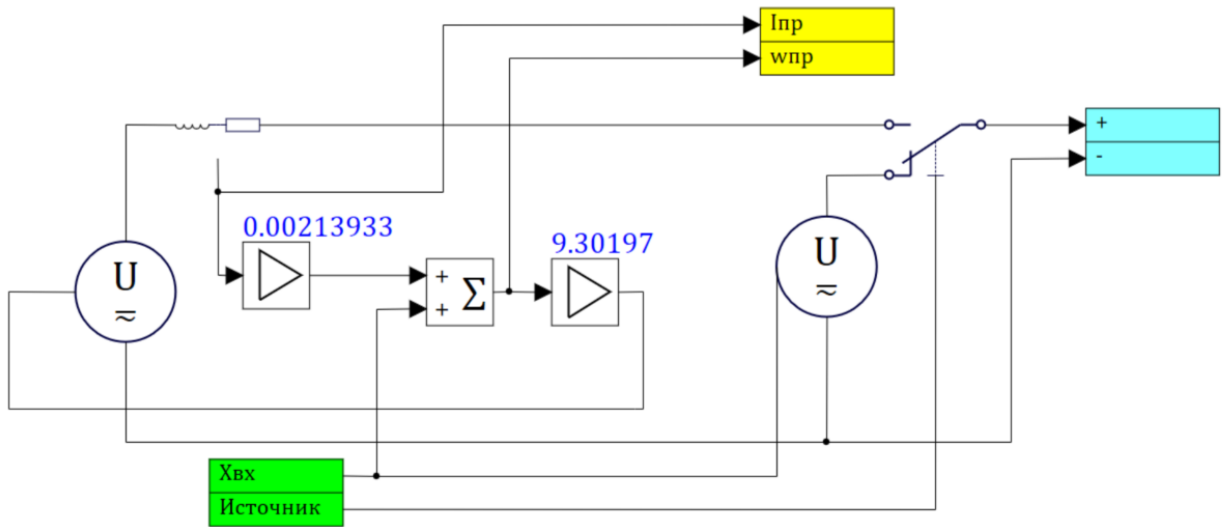 Iпр
wпр
+
-
0.00213933
9.30197
U
≂
+
+
Σ
U
≂
Xвх
Источник